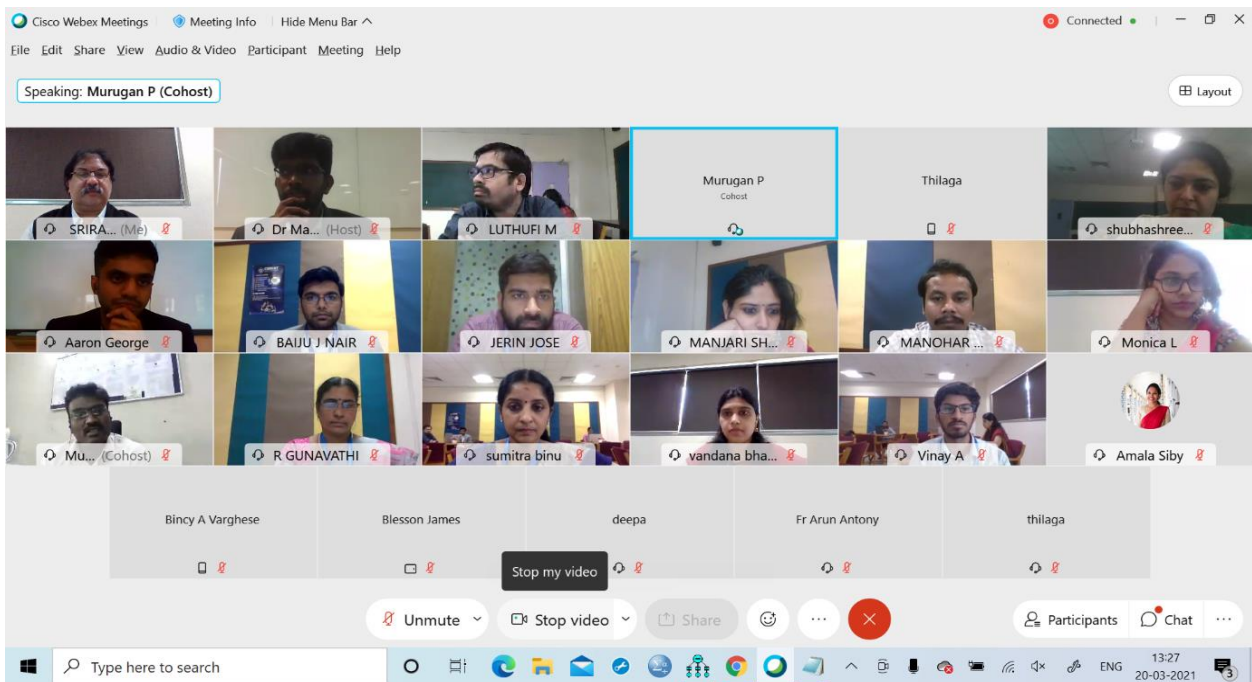 Cisco Webex Meetings Meeting Info Hide Menu Bar
Connected
File Edit Share View Audio & Video Participant Meeting Help
Speaking: Murugan P (Cohost)
Layout
Murugan P
Cohost
Thilaga
SRIRA... (Me)
Dr Ma... (Host)
LUTHUFI M
shubhashree...
Aaron George
BAIJU J NAIR
JERIN JOSE
MANJARI SH...
MANOHAR ...
Monica L
Mu... (Cohost)
R GUNAVATHI
sumitra binu
vandana bha...
Vinay A
Amala Siby
Bincy A Varghese
Blesson James
deepa
Fr Arun Antony
thilaga
Stop my video
Unmute
Stop video
Share
Participants
Chat
Type here to search
ENG
13:27
20-03-2021
3